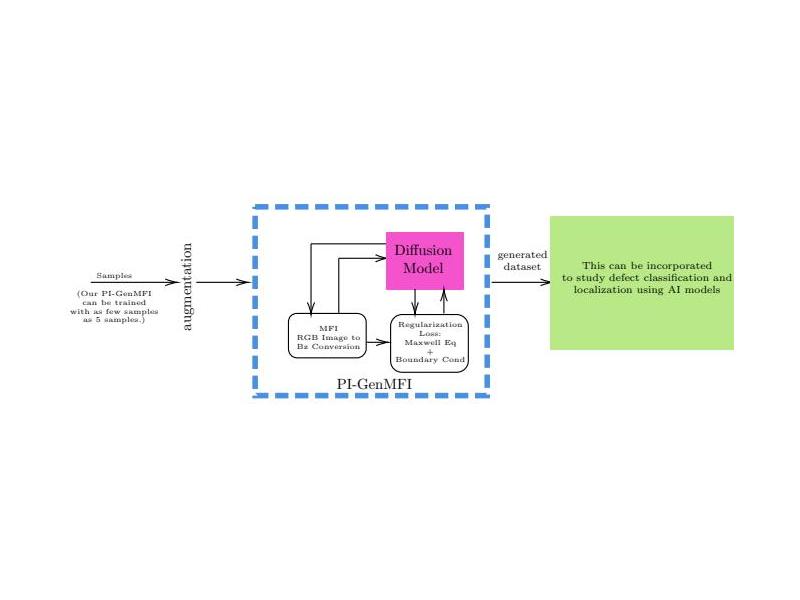 Samples
(Our PI-GenMFI
can be trained
with as few samples
as 5 samples.)
augmentation
Diffusion
Model
MFI
RGB Image to
Bz Conversion
Regularization
Loss:
Maxwell Eq
+
Boundary Cond
PI-GenMFI
generated
dataset
This can be incorporated
to study defect classification and
localization using AI models